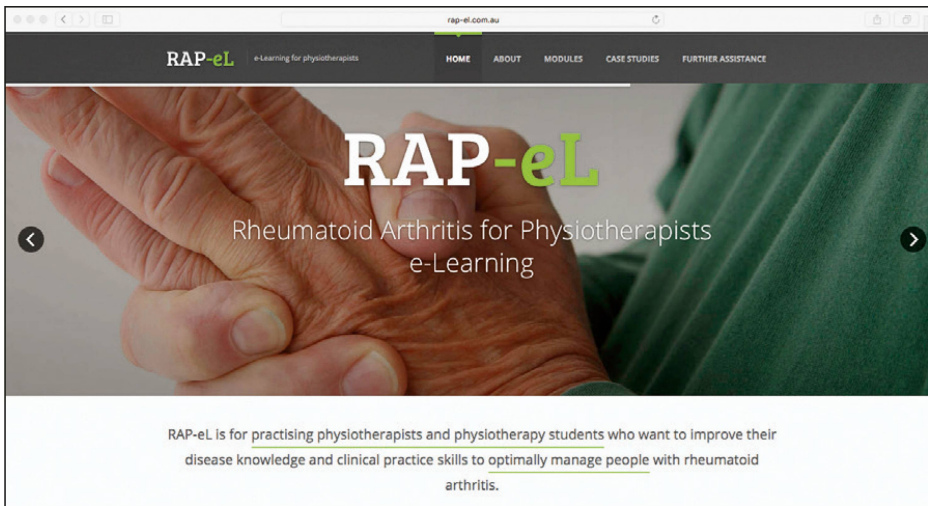 rap-el.com.au
RAP-eL e-Learning for physiotherapists HOME ABOUT MODULES CASE STUDIES FURTHER ASSISTANCE
RAP-eL
Rheumatoid Arthritis for Physiotherapists
e-Learning
RAP-eL is for practising physiotherapists and physiotherapy students who want to improve their
disease knowledge and clinical practice skills to optimally manage people with rheumatoid
arthritis.